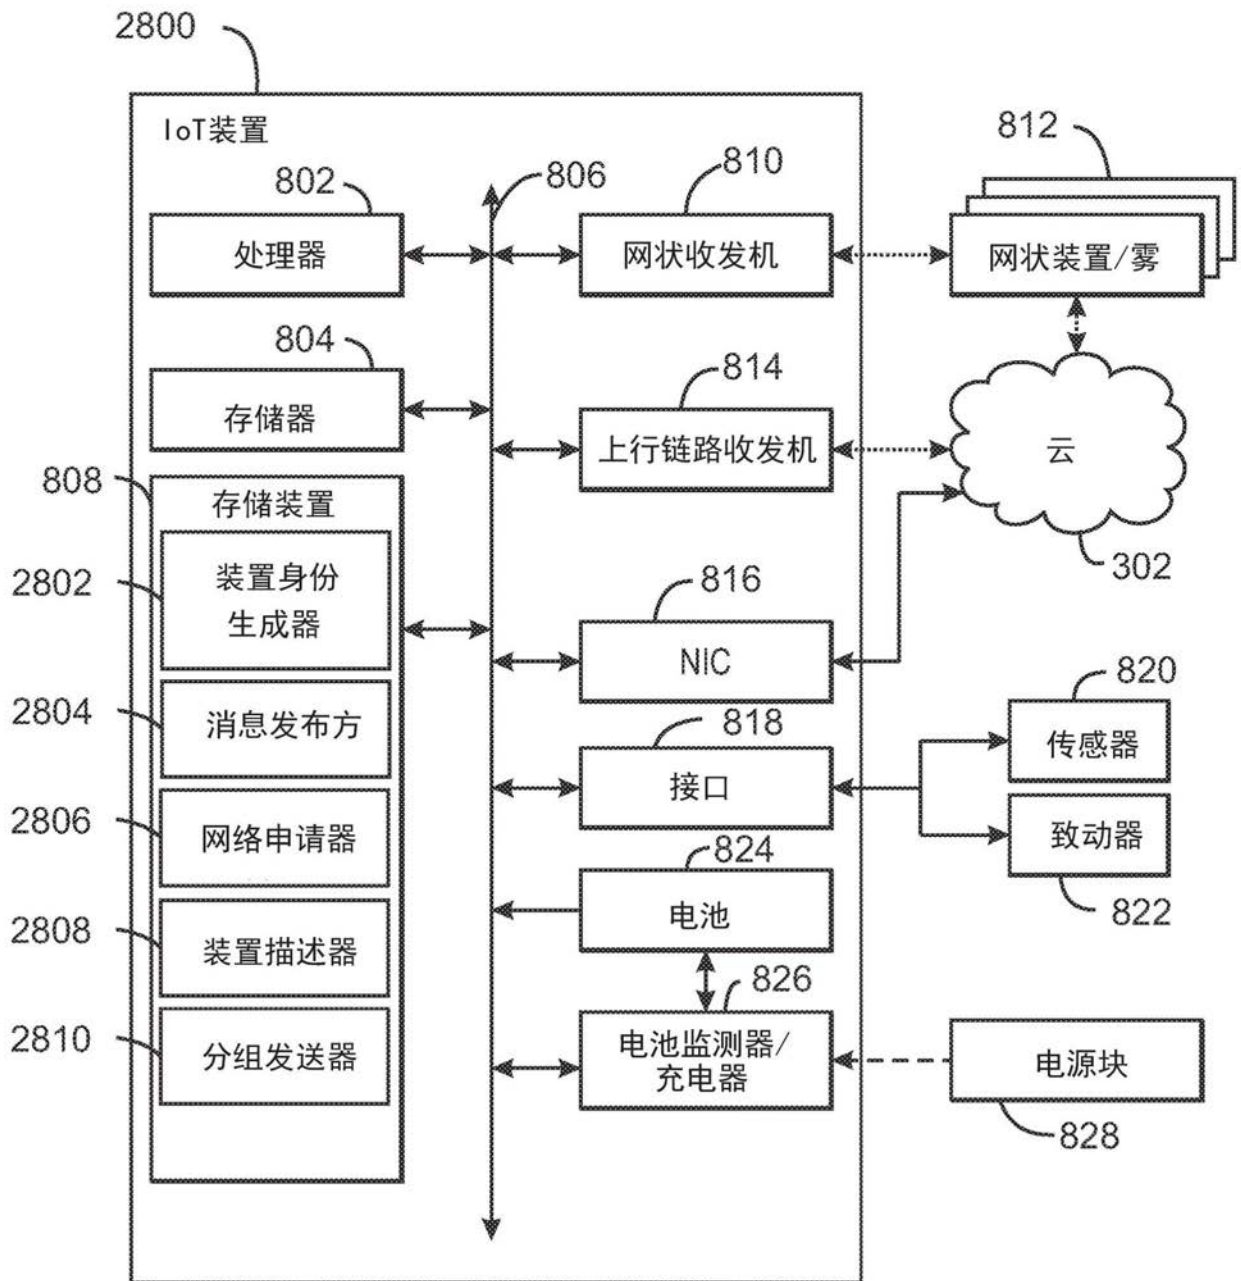 2800
IoT装置
812
802
806
810
处理器
网状收发机
网状装置/雾
804
814
存储器
上行链路收发机
云
808
存储装置
302
2802
装置身份
生成器
816
NIC
820
2804
消息发布方
818
传感器
接口
2806
网络申请器
824
致动器
电池
822
2808
装置描述器
826
2810
分组发送器
电池监测器/
充电器
电源块
828